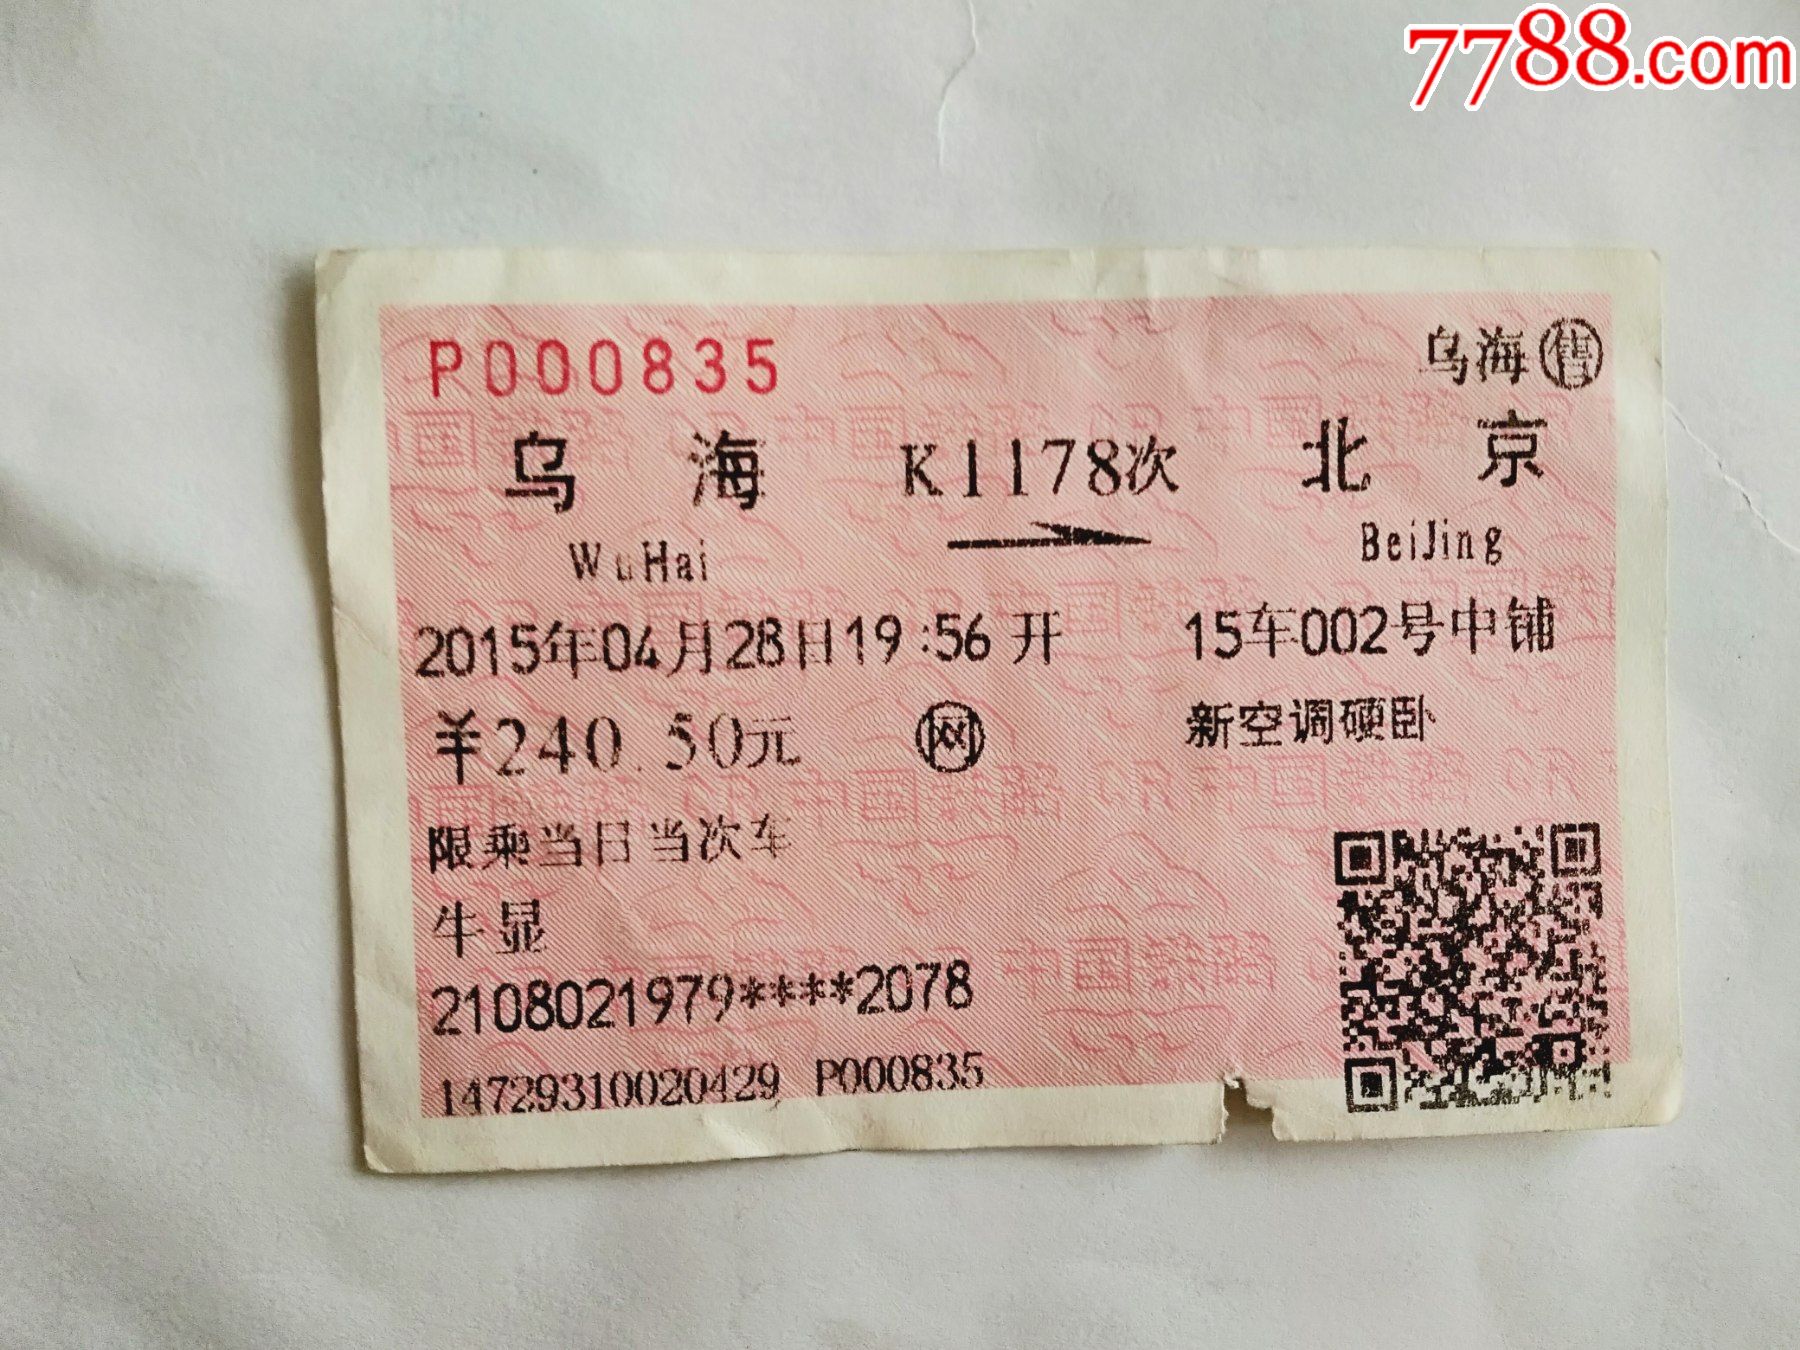 7788.com
P000835
乌海售
乌海 K1178次 北京
WuHai BeiJing
2015年04月28日19:56开 15车002号中铺
¥240.50元 网 新空调硬卧
限乘当日当次车
牛显
2108021979****2078
14729310020429 P000835